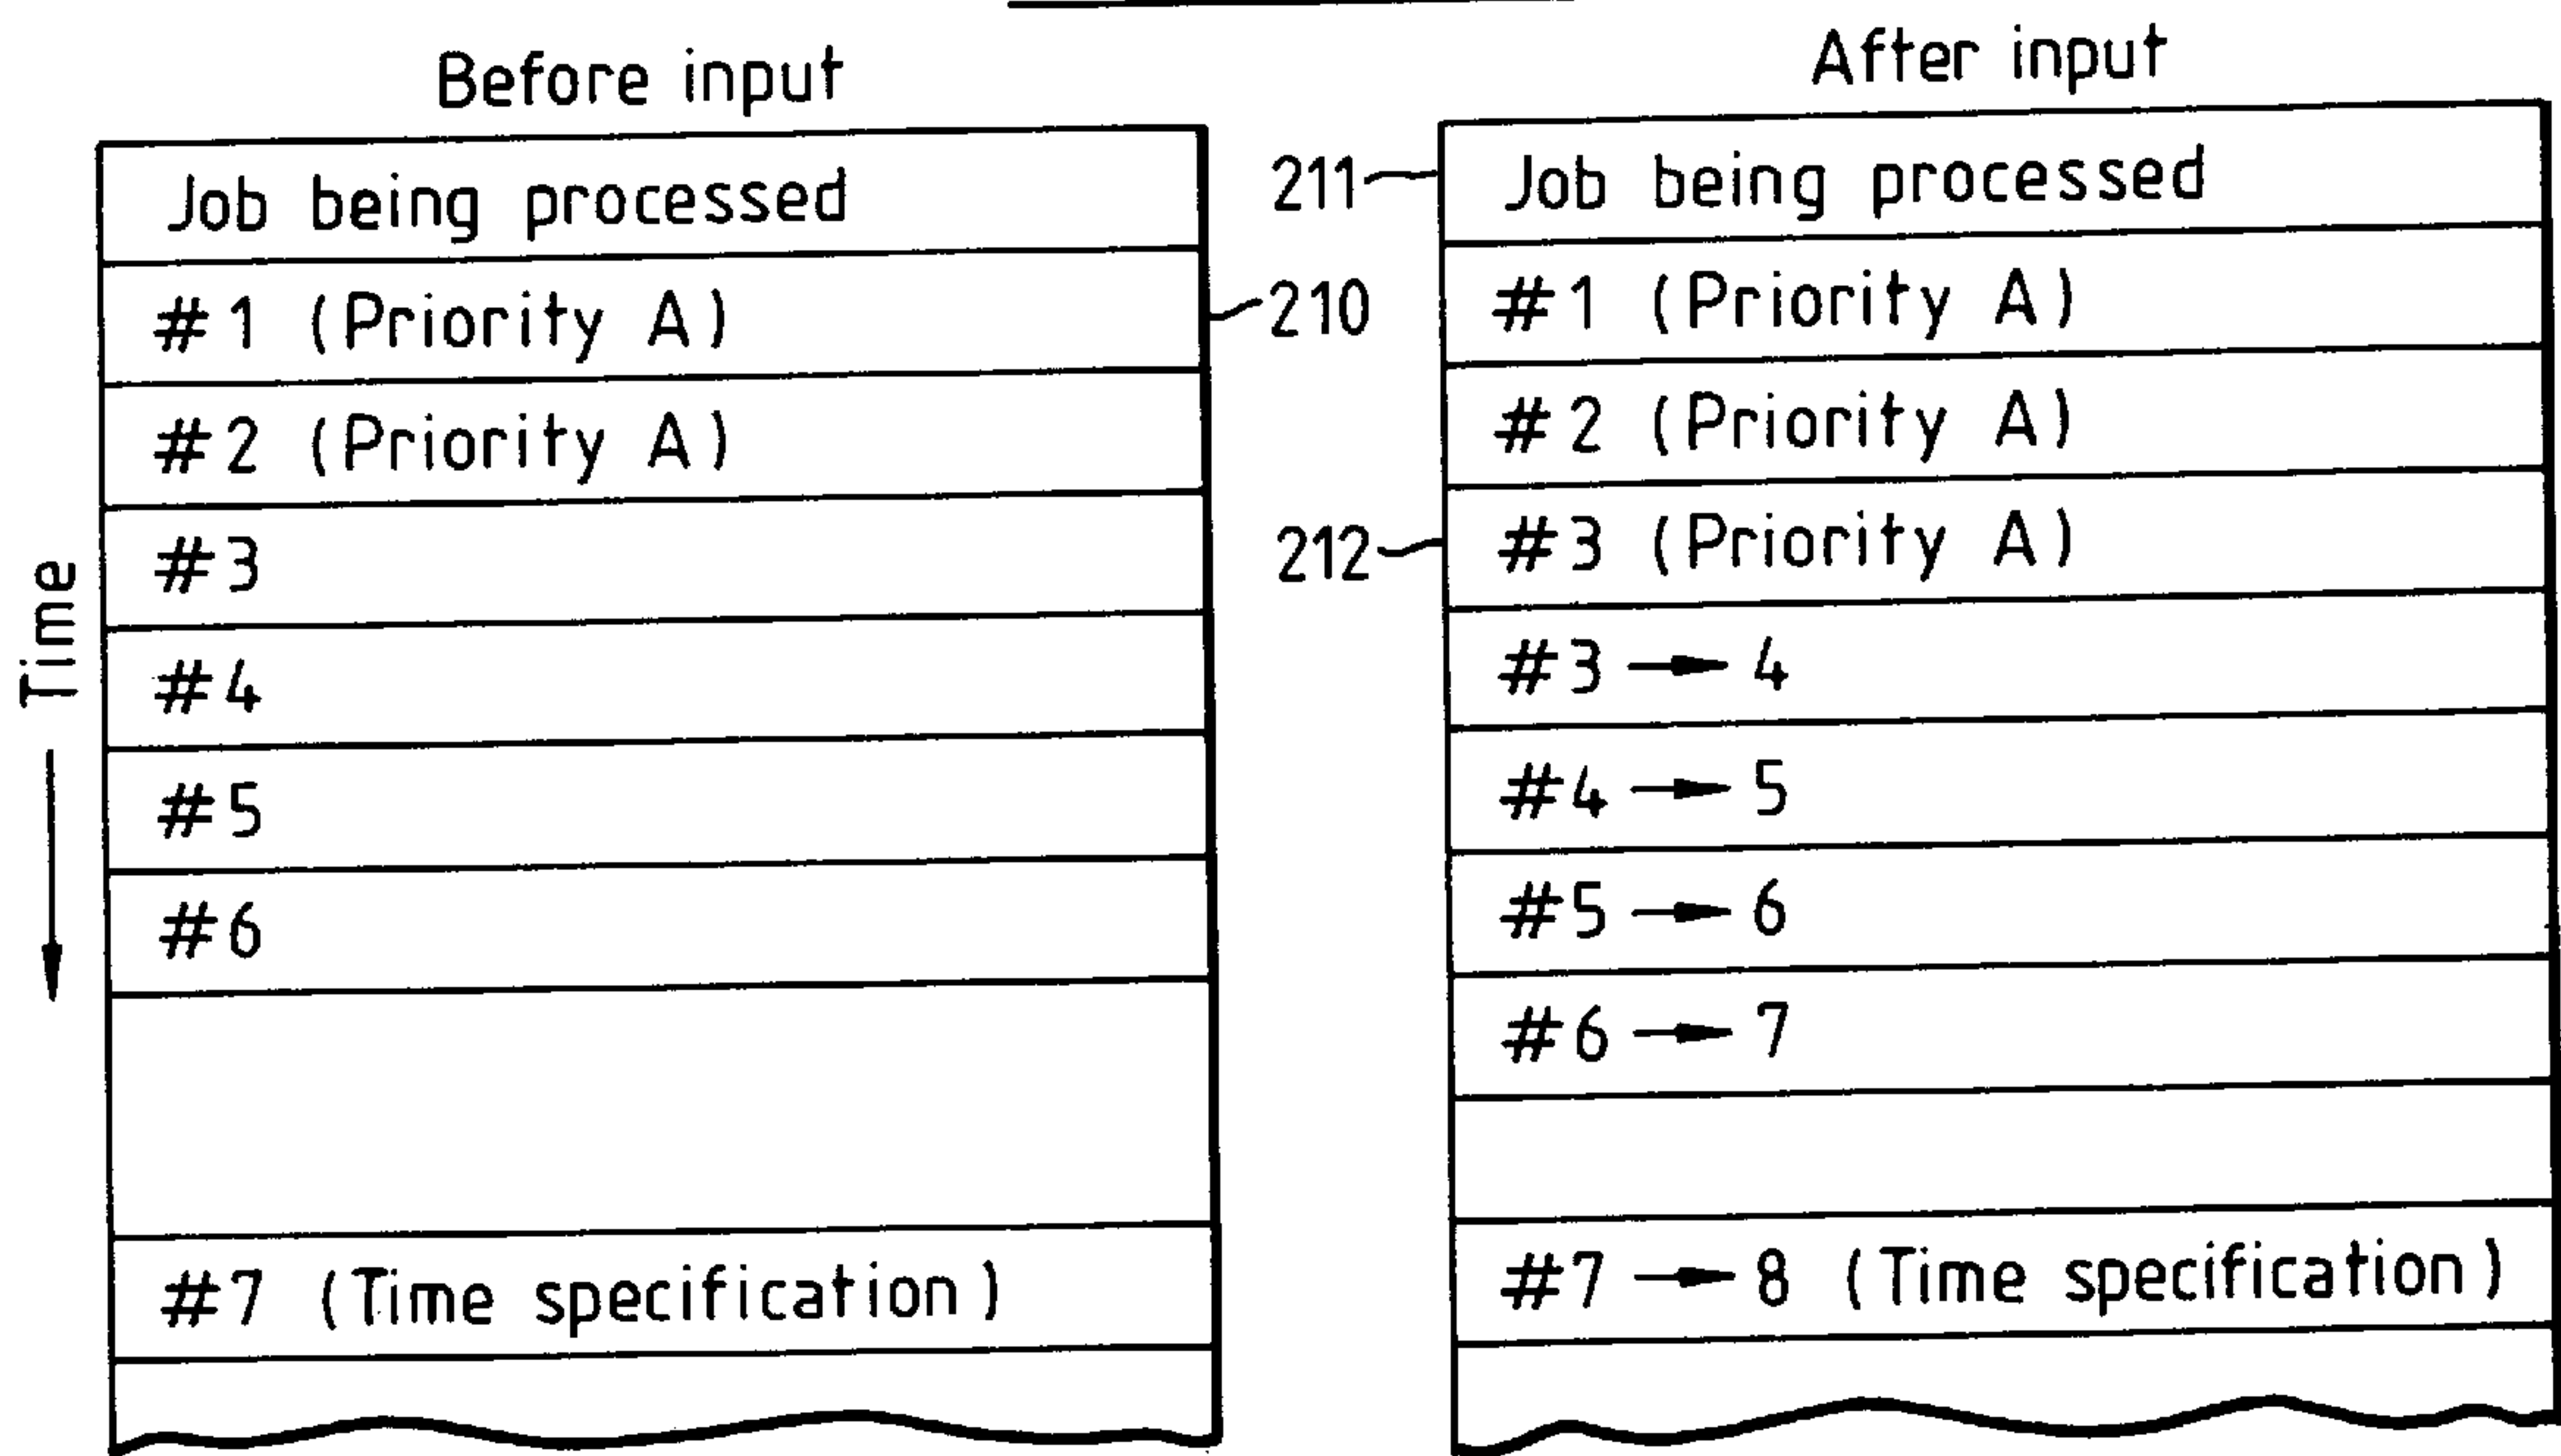 Before input
Job being processed
#1 (Priority A)
#2 (Priority A)
#3
#4
#5
#6
#7 (Time specification)
Time
210
211
212
After input
Job being processed
#1 (Priority A)
#2 (Priority A)
#3 (Priority A)
#3 → 4
#4 → 5
#5 → 6
#6 → 7
#7 → 8 (Time specification)